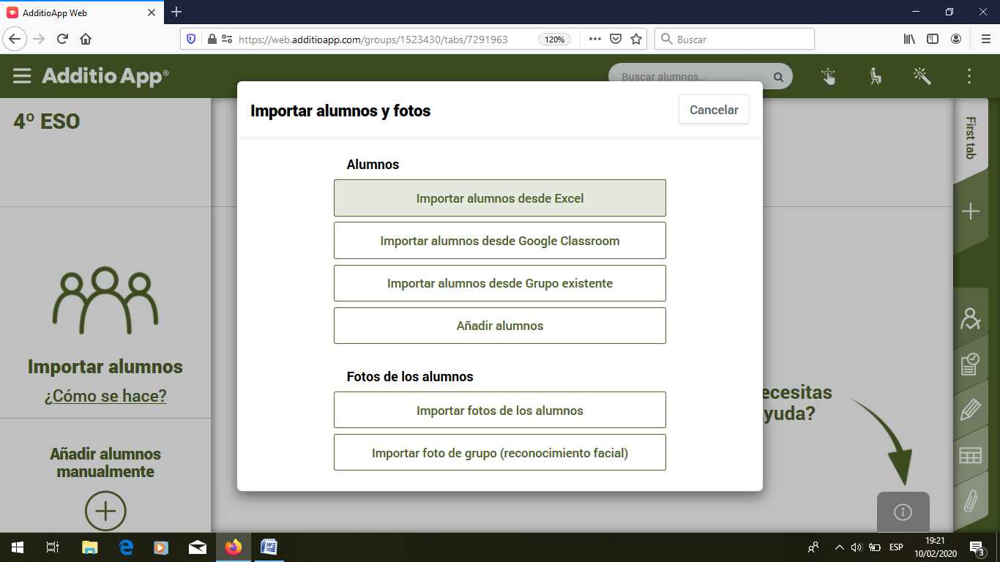 AdditioApp Web
https://web.additioapp.com/groups/1523430/tabs/7291963
120%
Buscar
Additio App®
Buscar alumnos...
4º ESO
Importar alumnos y fotos
Cancelar
First tab
Alumnos
Importar alumnos desde Excel
Importar alumnos desde Google Classroom
Importar alumnos desde Grupo existente
Añadir alumnos
Importar alumnos
¿Cómo se hace?
Fotos de los alumnos
Importar fotos de los alumnos
Importar foto de grupo (reconocimiento facial)
ecesitas
yuda?
Añadir alumnos
manualmente
ESP
19:21
10/02/2020
3